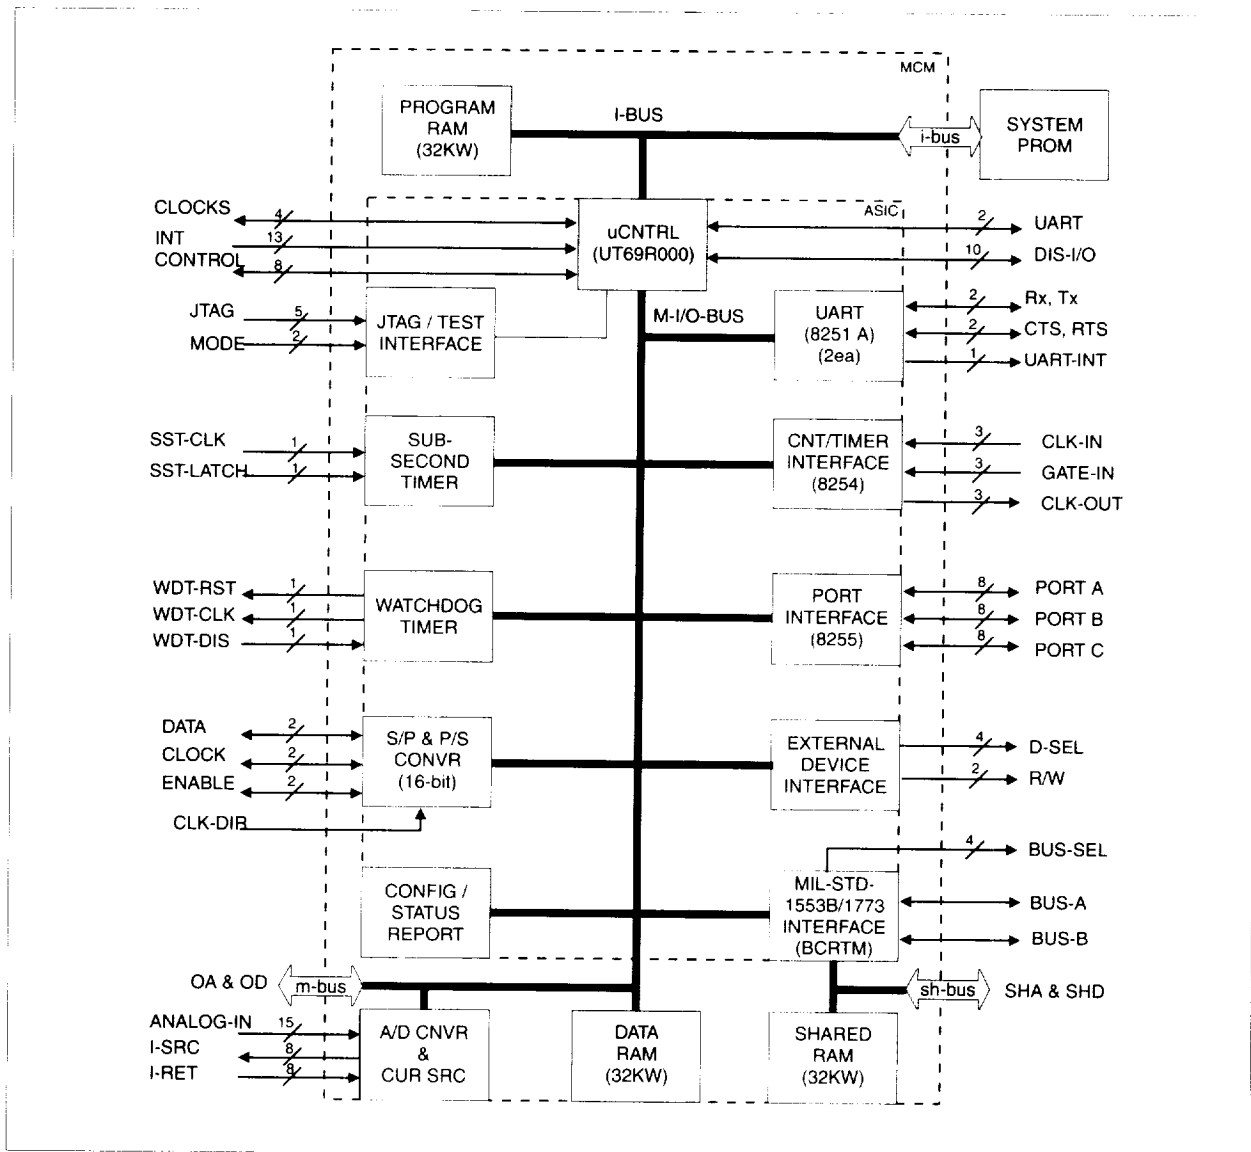 MCM
PROGRAM
RAM
(32KW)
I-BUS
i-bus
SYSTEM
PROM
ASIC
CLOCKS
4
INT
13
CONTROL
8
uCNTRL
(UT69R000)
2
UART
10
DIS-I/O
JTAG
5
MODE
2
JTAG / TEST
INTERFACE
M-I/O-BUS
UART
(8251 A)
(2ea)
2
Rx, Tx
2
CTS, RTS
1
UART-INT
SST-CLK
1
SST-LATCH
1
SUB-
SECOND
TIMER
CNT/TIMER
INTERFACE
(8254)
3
CLK-IN
3
GATE-IN
3
CLK-OUT
WDT-RST
1
WDT-CLK
1
WDT-DIS
1
WATCHDOG
TIMER
PORT
INTERFACE
(8255)
8
PORT A
8
PORT B
8
PORT C
DATA
2
CLOCK
2
ENABLE
2
CLK-DIR
S/P & P/S
CONVR
(16-bit)
EXTERNAL
DEVICE
INTERFACE
4
D-SEL
2
R/W
4
BUS-SEL
CONFIG /
STATUS
REPORT
MIL-STD-
1553B/1773
INTERFACE
(BCRTM)
BUS-A
BUS-B
OA & OD
m-bus
sh-bus
SHA & SHD
ANALOG-IN
15
I-SRC
8
I-RET
8
A/D CNVR
&
CUR SRC
DATA
RAM
(32KW)
SHARED
RAM
(32KW)